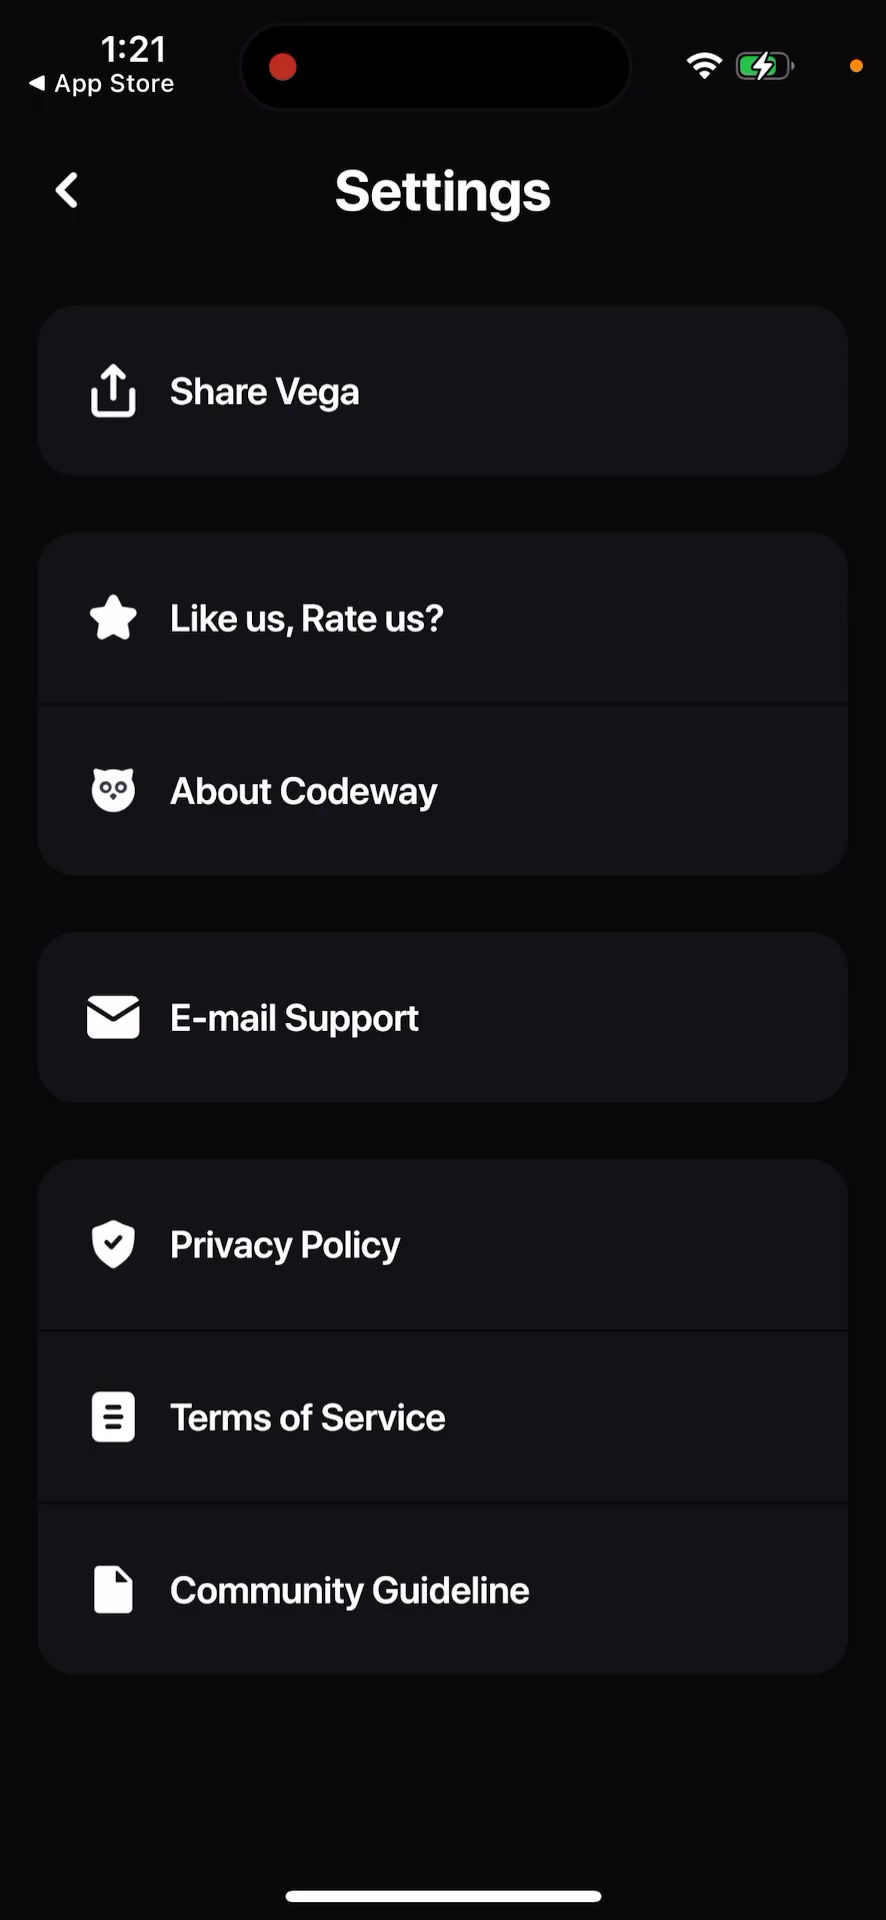 1:21
◀ App Store
Settings
Share Vega
Like us, Rate us?
About Codeway
E-mail Support
Privacy Policy
Terms of Service
Community Guideline